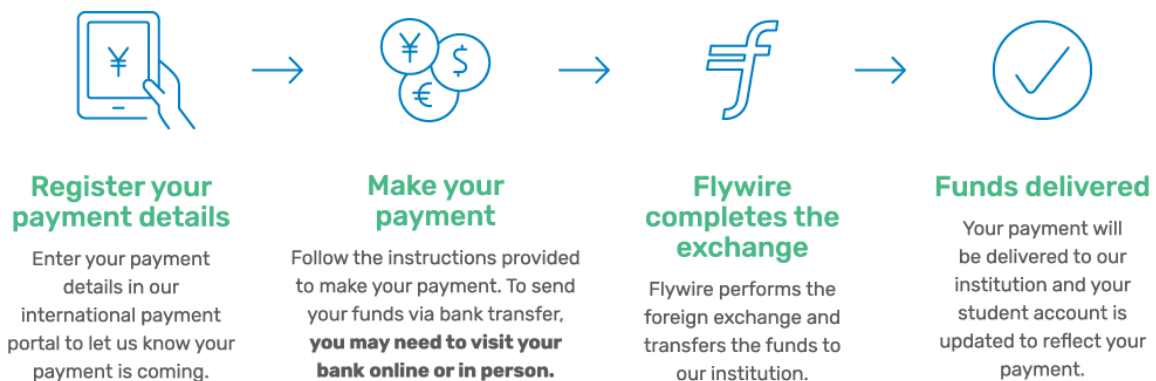 ¥
¥
$
€
Register your
payment details
Enter your payment
details in our
international payment
portal to let us know your
payment is coming.
Make your
payment
Follow the instructions provided
to make your payment. To send
your funds via bank transfer,
you may need to visit your
bank online or in person.
Flywire
completes the
exchange
Flywire performs the
foreign exchange and
transfers the funds to
our institution.
Funds delivered
Your payment will
be delivered to our
institution and your
student account is
updated to reflect your
payment.